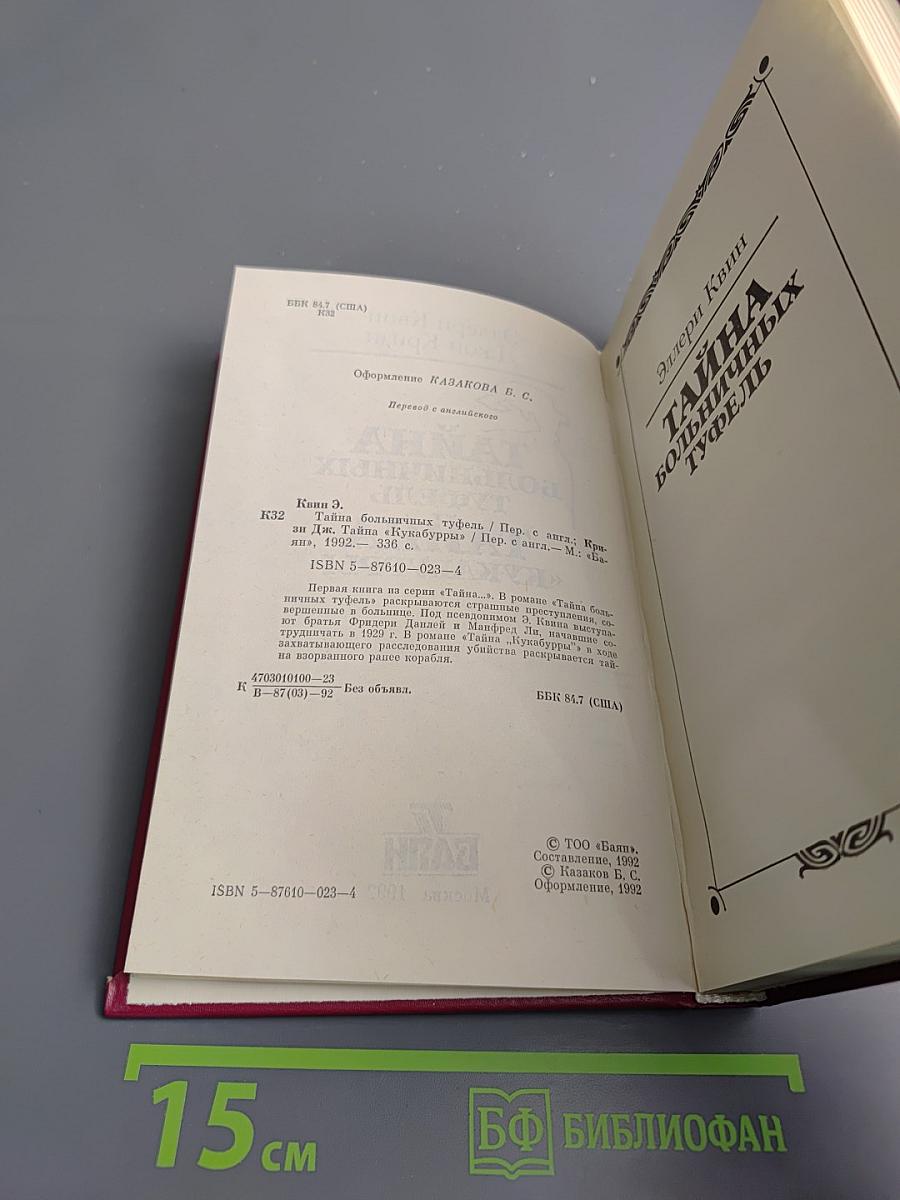 ББК 84.7 (США)
К32
Оформление КАЗАКОВА Б. С.
Перевод с английского
Квин Э.
К32 Тайна больничных туфель / Пер. с англ.; Кри-
зи Дж. Тайна «Кукабурры» / Пер. с англ.— М.: «Ба-
ян», 1992.— 336 с.
ISBN 5—87610—023—4
Первая книга из серии «Тайна...». В романе «Тайна боль-
ничных туфель» раскрываются страшные преступления, со-
вершенные в больнице. Под псевдонимом Э. Квина выступа-
ют братья Фридери Данлей и Манфред Ли, начавшие со-
трудничать в 1929 г. В романе «Тайна „Кукабурры"» в ходе
захватывающего расследования убийства раскрывается тай-
на взорванного ранее корабля.
4703010100—23
К В—87(03)—92 Без объявл.
ББК 84.7 (США)
© ТОО «Баян».
Составление, 1992
© Казаков Б. С.
Оформление, 1992
ISBN 5—87610—023—4
Эллери Квин
ТАЙНА
БОЛЬНИЧНЫХ
ТУФЕЛЬ
15 см
БФ БИБЛИОФАН